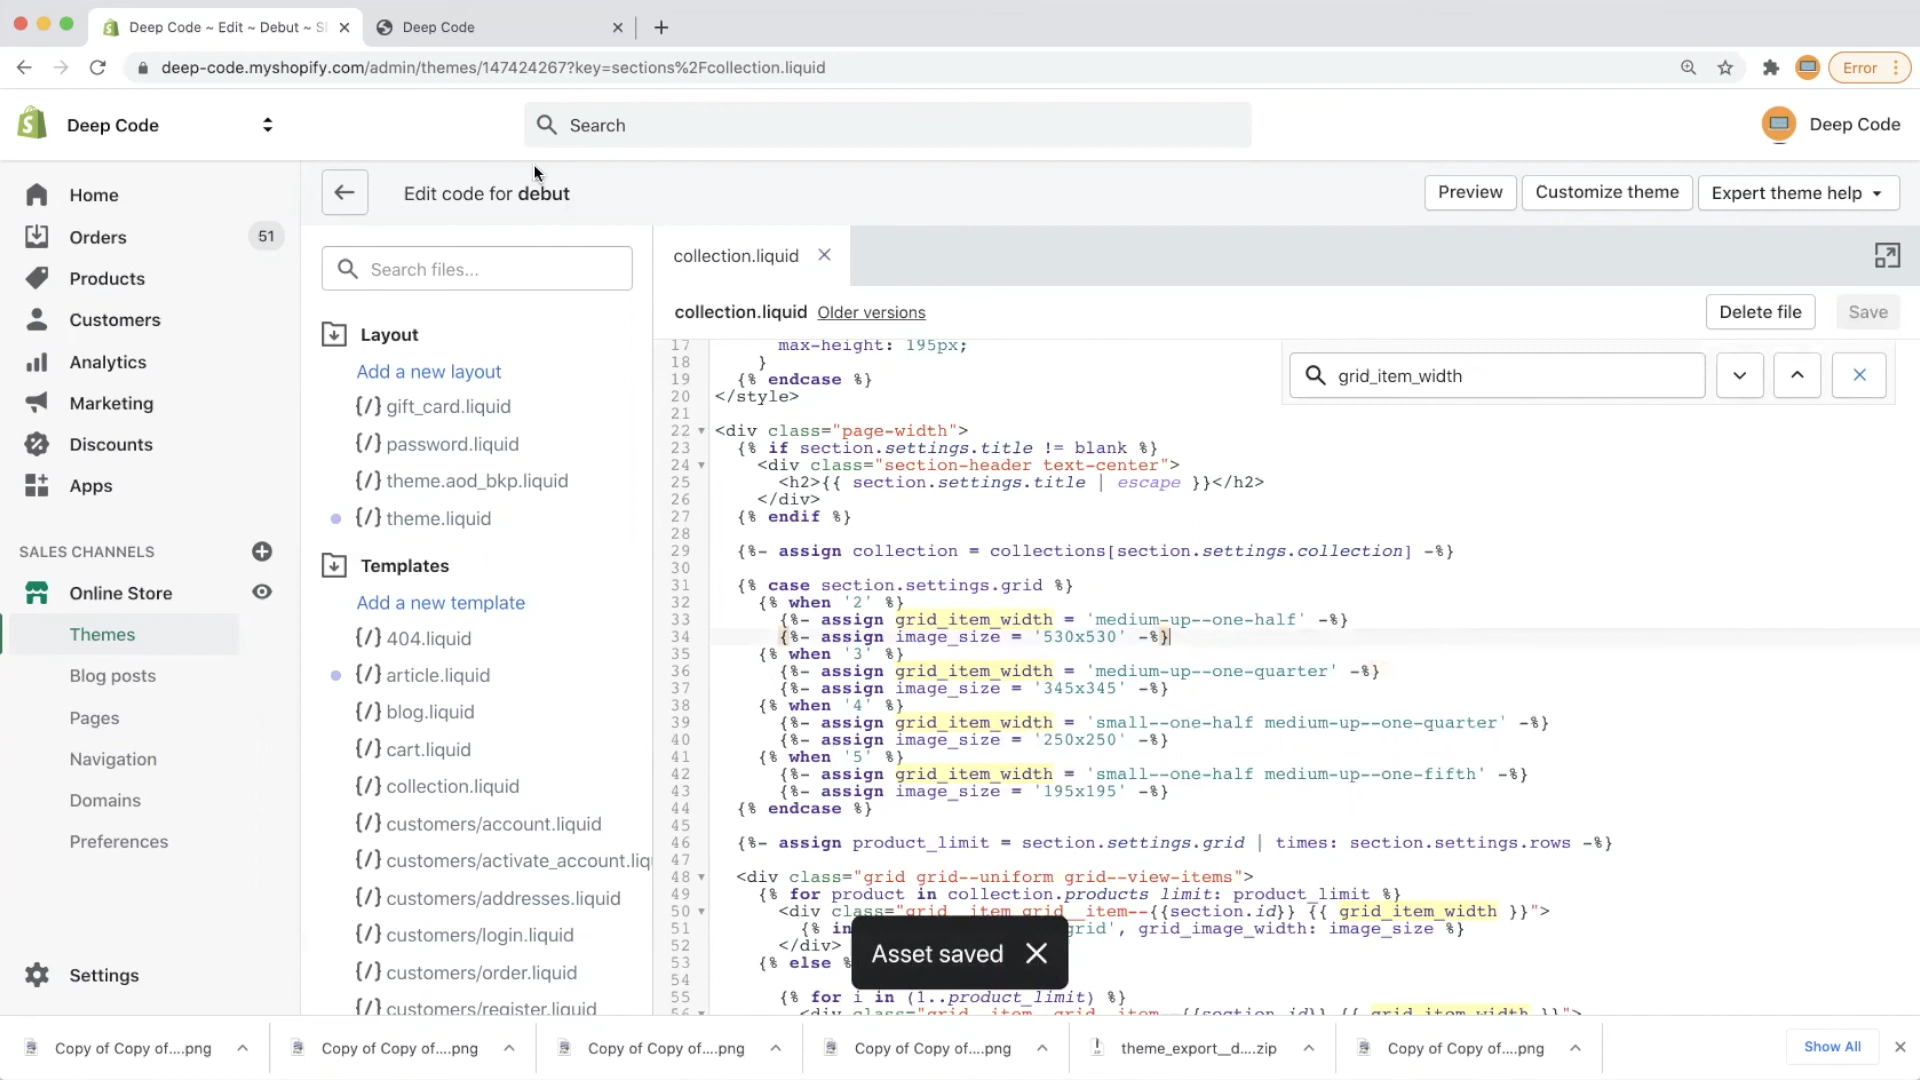 Deep Code ~ Edit ~ Debut ~ S
Deep Code
deep-code.myshopify.com/admin/themes/147424267?key=sections%2Fcollection.liquid
Error
Deep Code
Search
Deep Code
Home
Orders
51
Products
Customers
Analytics
Marketing
Discounts
Apps
SALES CHANNELS
Online Store
Themes
Blog posts
Pages
Navigation
Domains
Preferences
Settings
Edit code for debut
Preview
Customize theme
Expert theme help
Search files...
Layout
Add a new layout
{/} gift_card.liquid
{/} password.liquid
{/} theme.aod_bkp.liquid
{/} theme.liquid
Templates
Add a new template
{/} 404.liquid
{/} article.liquid
{/} blog.liquid
{/} cart.liquid
{/} collection.liquid
{/} customers/account.liquid
{/} customers/activate_account.liq
{/} customers/addresses.liquid
{/} customers/login.liquid
{/} customers/order.liquid
{/} customers/register.liquid
collection.liquid
collection.liquid Older versions
Delete file
Save
grid_item_width
17 max-height: 195px;
18 }
19 {% endcase %}
20 </style>
21
22 <div class="page-width">
23 {% if section.settings.title != blank %}
24 <div class="section-header text-center">
25 <h2>{{ section.settings.title | escape }}</h2>
26 </div>
27 {% endif %}
28
29 {%- assign collection = collections[section.settings.collection] -%}
30
31 {% case section.settings.grid %}
32 {% when '2' %}
33 {%- assign grid_item_width = 'medium-up--one-half' -%}
34 {%- assign image_size = '530x530' -%}
35 {% when '3' %}
36 {%- assign grid_item_width = 'medium-up--one-quarter' -%}
37 {%- assign image_size = '345x345' -%}
38 {% when '4' %}
39 {%- assign grid_item_width = 'small--one-half medium-up--one-quarter' -%}
40 {%- assign image_size = '250x250' -%}
41 {% when '5' %}
42 {%- assign grid_item_width = 'small--one-half medium-up--one-fifth' -%}
43 {%- assign image_size = '195x195' -%}
44 {% endcase %}
45
46 {%- assign product_limit = section.settings.grid | times: section.settings.rows -%}
47
48 <div class="grid grid--uniform grid--view-items">
49 {% for product in collection.products limit: product_limit %}
50 <div class="grid__item grid__item--{{section.id}} {{ grid_item_width }}">
51 {% in grid', grid_image_width: image_size %}
52 </div>
53 {% else %
54
55 {% for i in (1..product_limit) %}
56 <div class="grid__item grid__item--{{section.id}} {{ grid_item_width }}">
Asset saved
Copy of Copy of....png
Copy of Copy of....png
Copy of Copy of....png
Copy of Copy of....png
theme_export__d....zip
Copy of Copy of....png
Show All